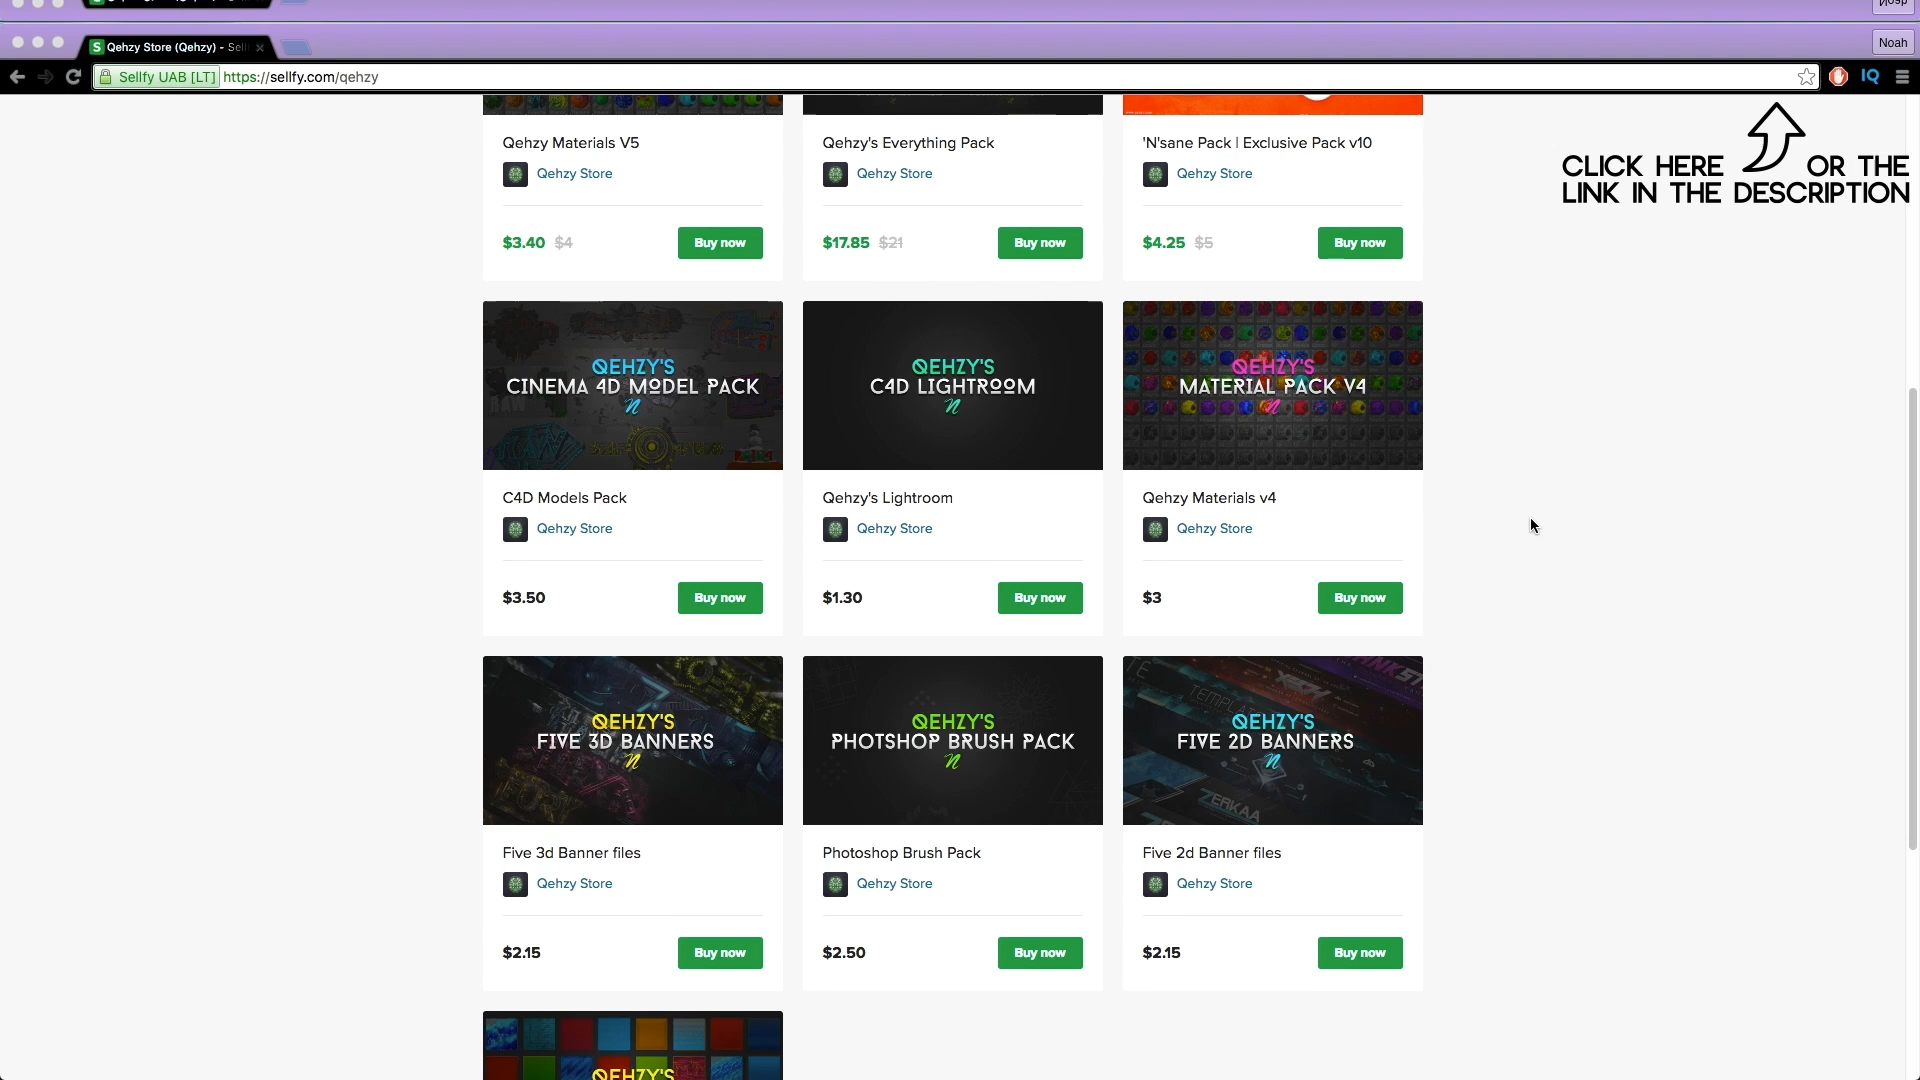 Qehzy Store (Qehzy) - Sell
Noah
Sellfy UAB [LT] https://sellfy.com/qehzy
IQ
CLICK HERE OR THE
LINK IN THE DESCRIPTION
Qehzy Materials V5
Qehzy Store
$3.40 $4
Buy now
Qehzy's Everything Pack
Qehzy Store
$17.85 $21
Buy now
'N'sane Pack | Exclusive Pack v10
Qehzy Store
$4.25 $5
Buy now
QEHZY'S
CINEMA 4D MODEL PACK
N
C4D Models Pack
Qehzy Store
$3.50
Buy now
QEHZY'S
C4D LIGHTROOM
N
Qehzy's Lightroom
Qehzy Store
$1.30
Buy now
QEHZY'S
MATERIAL PACK V4
N
Qehzy Materials v4
Qehzy Store
$3
Buy now
QEHZY'S
FIVE 3D BANNERS
N
Five 3d Banner files
Qehzy Store
$2.15
Buy now
QEHZY'S
PHOTSHOP BRUSH PACK
N
Photoshop Brush Pack
Qehzy Store
$2.50
Buy now
QEHZY'S
FIVE 2D BANNERS
N
ZERKAA
Five 2d Banner files
Qehzy Store
$2.15
Buy now
QEHZY'S